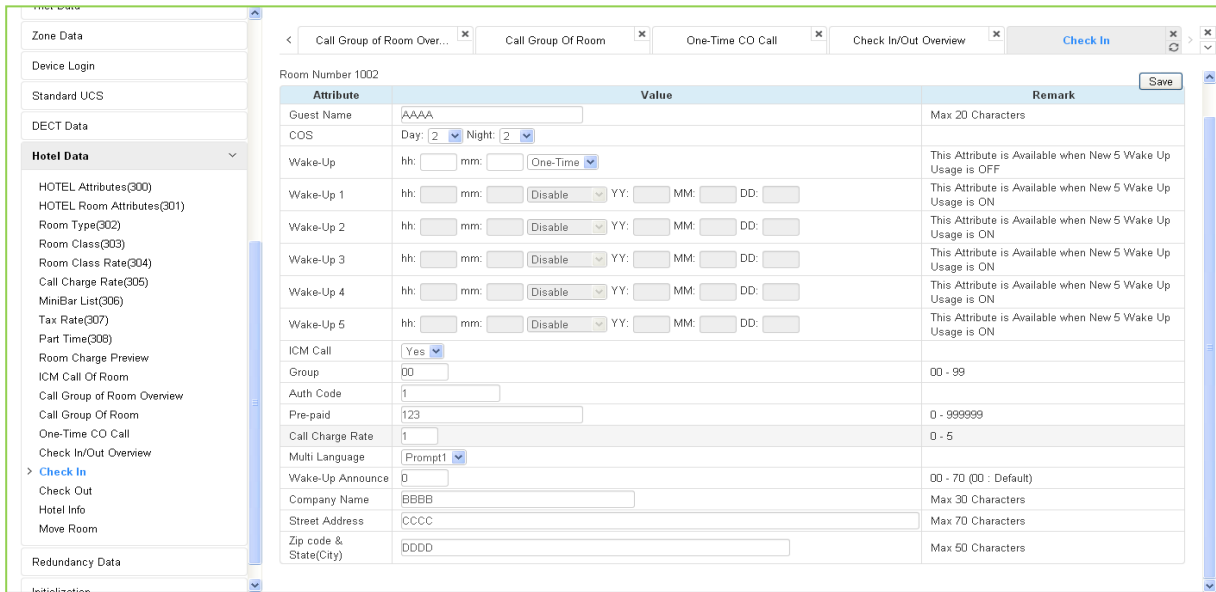 Zone Data
Device Login
Standard UCS
DECT Data
Hotel Data
HOTEL Attributes(300)
HOTEL Room Attributes(301)
Room Type(302)
Room Class(303)
Room Class Rate(304)
Call Charge Rate(305)
MiniBar List(306)
Tax Rate(307)
Part Time(308)
Room Charge Preview
ICM Call Of Room
Call Group of Room Overview
Call Group Of Room
One-Time CO Call
Check In/Out Overview
> Check In
Check Out
Hotel Info
Move Room
Redundancy Data
Initialization
< Call Group of Room Over... Call Group Of Room One-Time CO Call Check In/Out Overview Check In >
Room Number 1002
Save
Attribute Value Remark
Guest Name AAAA Max 20 Characters
COS Day: 2 Night: 2
Wake-Up hh: mm: One-Time This Attribute is Available when New 5 Wake Up
Usage is OFF
Wake-Up 1 hh: mm: Disable YY: MM: DD: This Attribute is Available when New 5 Wake Up
Usage is ON
Wake-Up 2 hh: mm: Disable YY: MM: DD: This Attribute is Available when New 5 Wake Up
Usage is ON
Wake-Up 3 hh: mm: Disable YY: MM: DD: This Attribute is Available when New 5 Wake Up
Usage is ON
Wake-Up 4 hh: mm: Disable YY: MM: DD: This Attribute is Available when New 5 Wake Up
Usage is ON
Wake-Up 5 hh: mm: Disable YY: MM: DD: This Attribute is Available when New 5 Wake Up
Usage is ON
ICM Call Yes
Group 00 00 - 99
Auth Code 1
Pre-paid 123 0 - 999999
Call Charge Rate 1 0 - 5
Multi Language Prompt1
Wake-Up Announce 0 00 - 70 (00 : Default)
Company Name BBBB Max 30 Characters
Street Address CCCC Max 70 Characters
Zip code &
State(City) DDDD Max 50 Characters